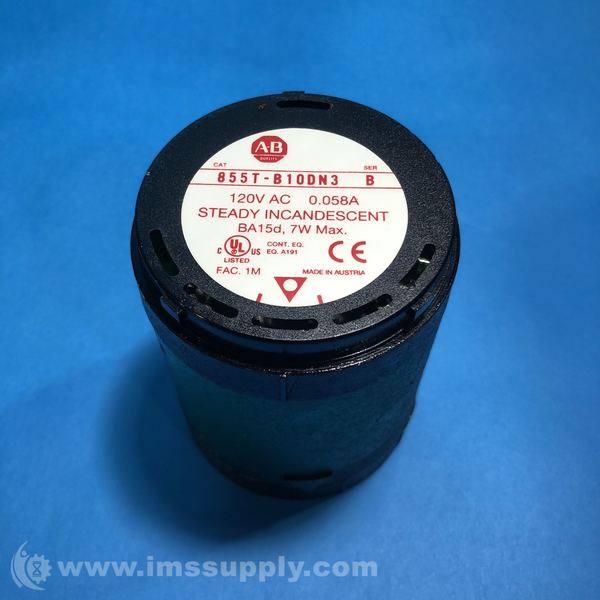 A-B
QUALITY
CAT SER
855T-B10DN3 B
120V AC 0.058A
STEADY INCANDESCENT
BA15d, 7W Max.
C UL US CONT. EQ. CE
LISTED EQ. A191
FAC. 1M MADE IN AUSTRIA
www.imssupply.com